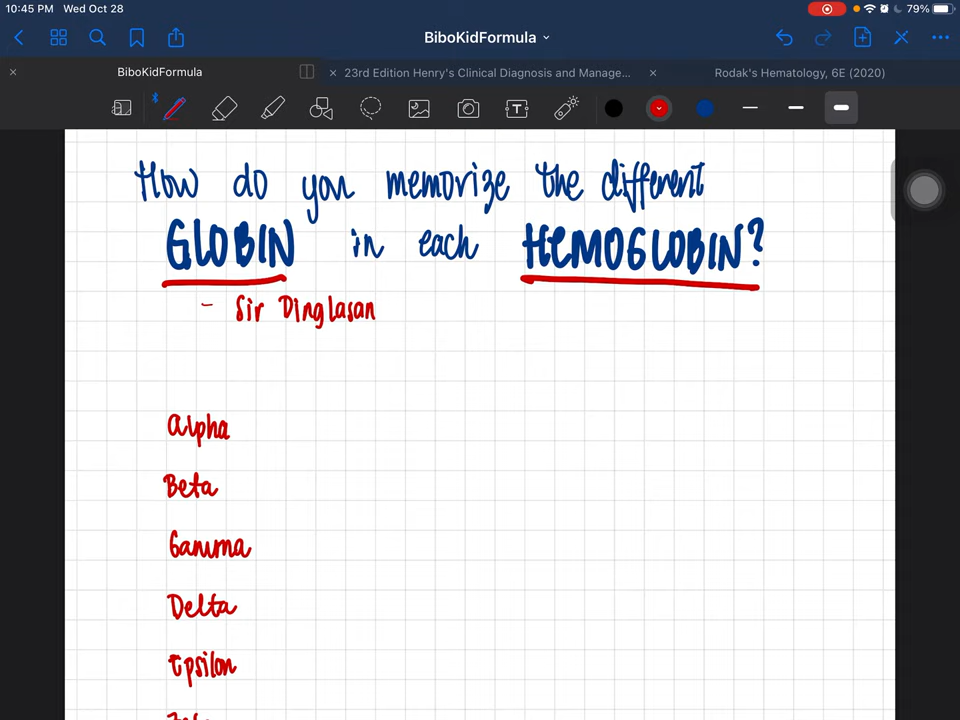 10:45 PM Wed Oct 28
79%
BiboKidFormula
BiboKidFormula
23rd Edition Henry's Clinical Diagnosis and Manage...
Rodak's Hematology, 6E (2020)
How do you memorize the different
GLOBIN in each HEMOGLOBIN?
- Sir Dinglasan
Alpha
Beta
Gamma
Delta
Epsilon